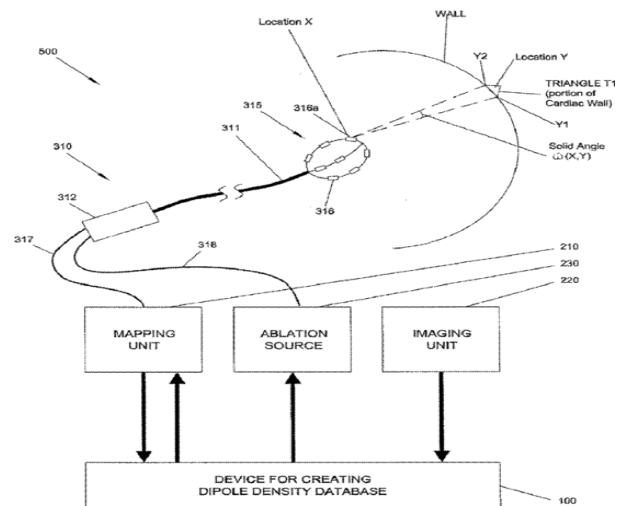 Location X
WALL
500
Y2
Location Y
TRIANGLE T1
(portion of
Cardiac Wall)
315
316a
311
Y1
Solid Angle
ώ(X,Y)
310
316
312
317
318
210
230
220
MAPPING
UNIT
ABLATION
SOURCE
IMAGING
UNIT
DEVICE FOR CREATING
DIPOLE DENSITY DATABASE
100